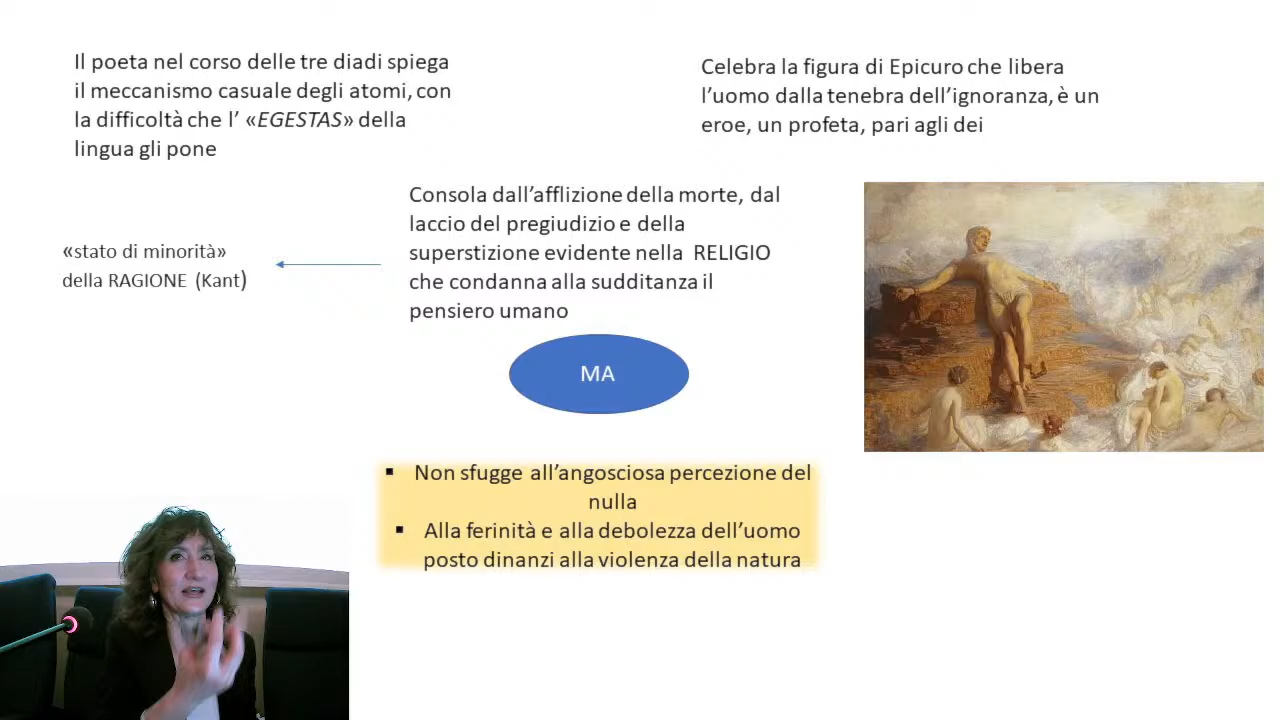 Il poeta nel corso delle tre diadi spiega
il meccanismo casuale degli atomi, con
la difficoltà che l' «EGESTAS» della
lingua gli pone
Celebra la figura di Epicuro che libera
l'uomo dalla tenebra dell'ignoranza, è un
eroe, un profeta, pari agli dei
Consola dall'afflizione della morte, dal
laccio del pregiudizio e della
superstizione evidente nella RELIGIO
che condanna alla sudditanza il
pensiero umano
«stato di minorità»
della RAGIONE (Kant)
MA
▪ Non sfugge all'angosciosa percezione del
nulla
▪ Alla ferinità e alla debolezza dell'uomo
posto dinanzi alla violenza della natura